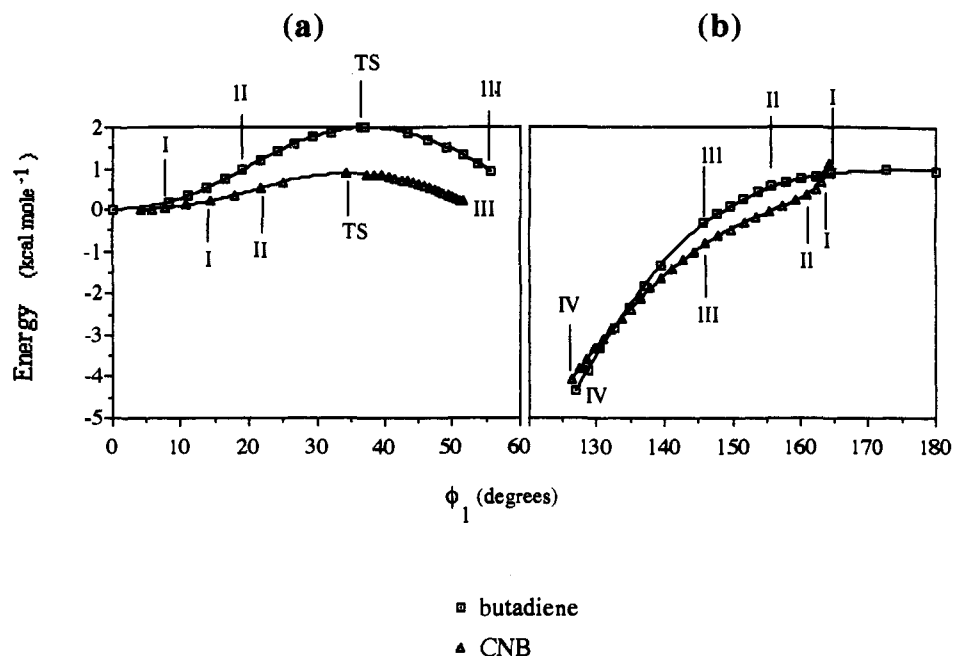 (a) (b)
TS
II III II I
I III
2
1
0
-1
-2
-3
-4
-5
Energy (kcal mole -1)
I II TS III
II I
III
IV
IV
0 10 20 30 40 50 60 130 140 150 160 170 180
ϕ1 (degrees)
butadiene
CNB